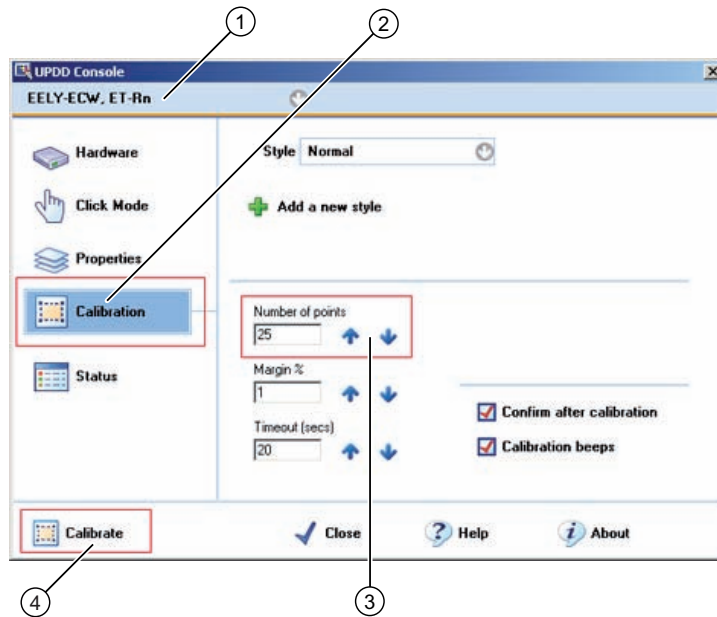 1
2
UPDD Console
EELY-ECW, ET-Rn
Hardware
Style Normal
Click Mode
Add a new style
Properties
Calibration
Number of points
25
Status
Margin %
1
Confirm after calibration
Timeout (secs)
20
Calibration beeps
Calibrate
Close
Help
About
4
3